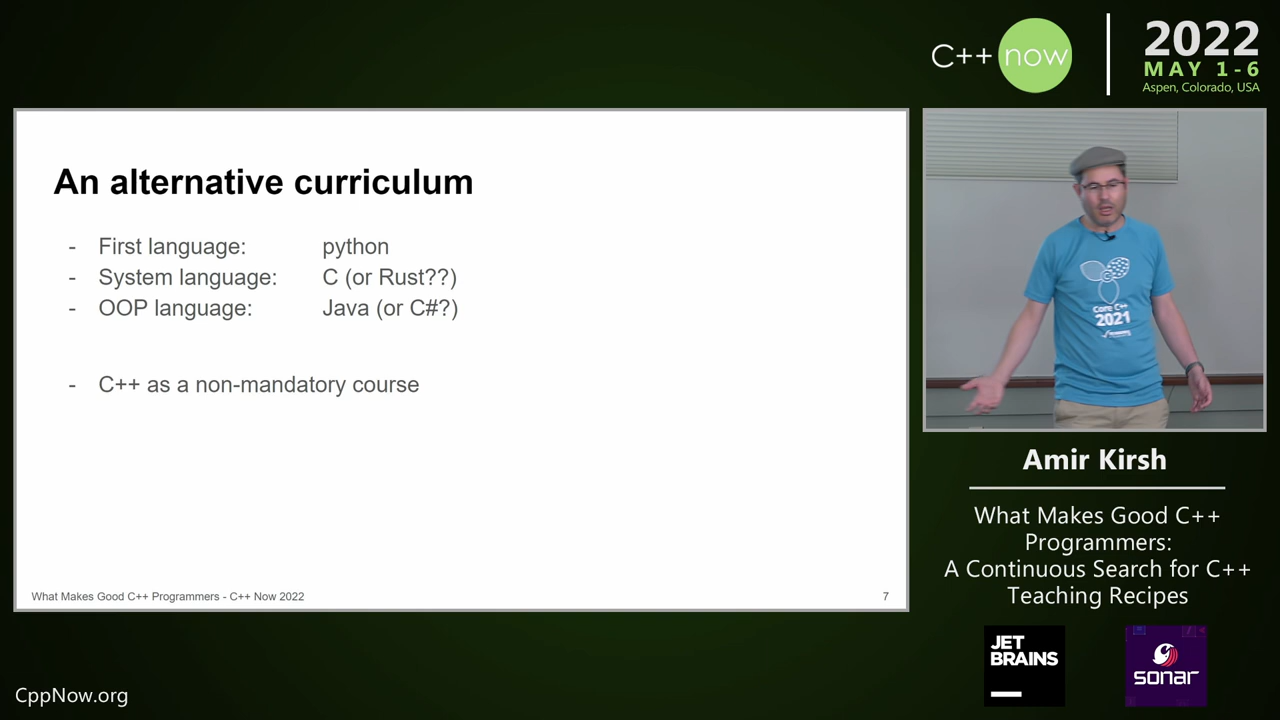 C++ now
2022
MAY 1-6
Aspen, Colorado, USA
An alternative curriculum
- First language: python
- System language: C (or Rust??)
- OOP language: Java (or C#?)
- C++ as a non-mandatory course
What Makes Good C++ Programmers - C++ Now 2022
7
Core C++
2021
Amir Kirsh
What Makes Good C++
Programmers:
A Continuous Search for C++
Teaching Recipes
JET
BRAINS
sonar
CppNow.org